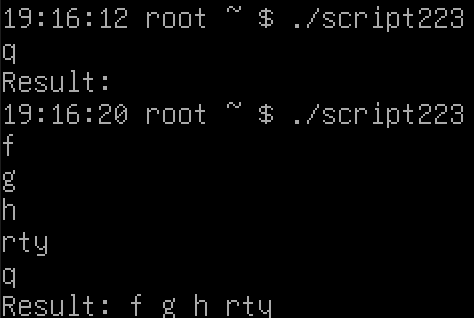 19:16:12 root ~ $ ./script223
q
Result:
19:16:20 root ~ $ ./script223
f
g
h
rty
q
Result: f g h rty